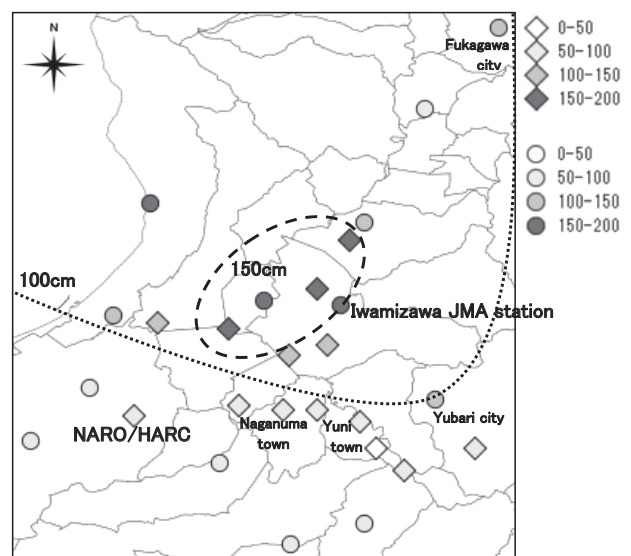 N
Fukagawa
citv
0-50
50-100
100-150
150-200
0-50
50-100
100-150
150-200
150cm
100cm
Iwamizawa JMA station
Yubari city
Naganuma
town
Yuni
town
NARO/HARC